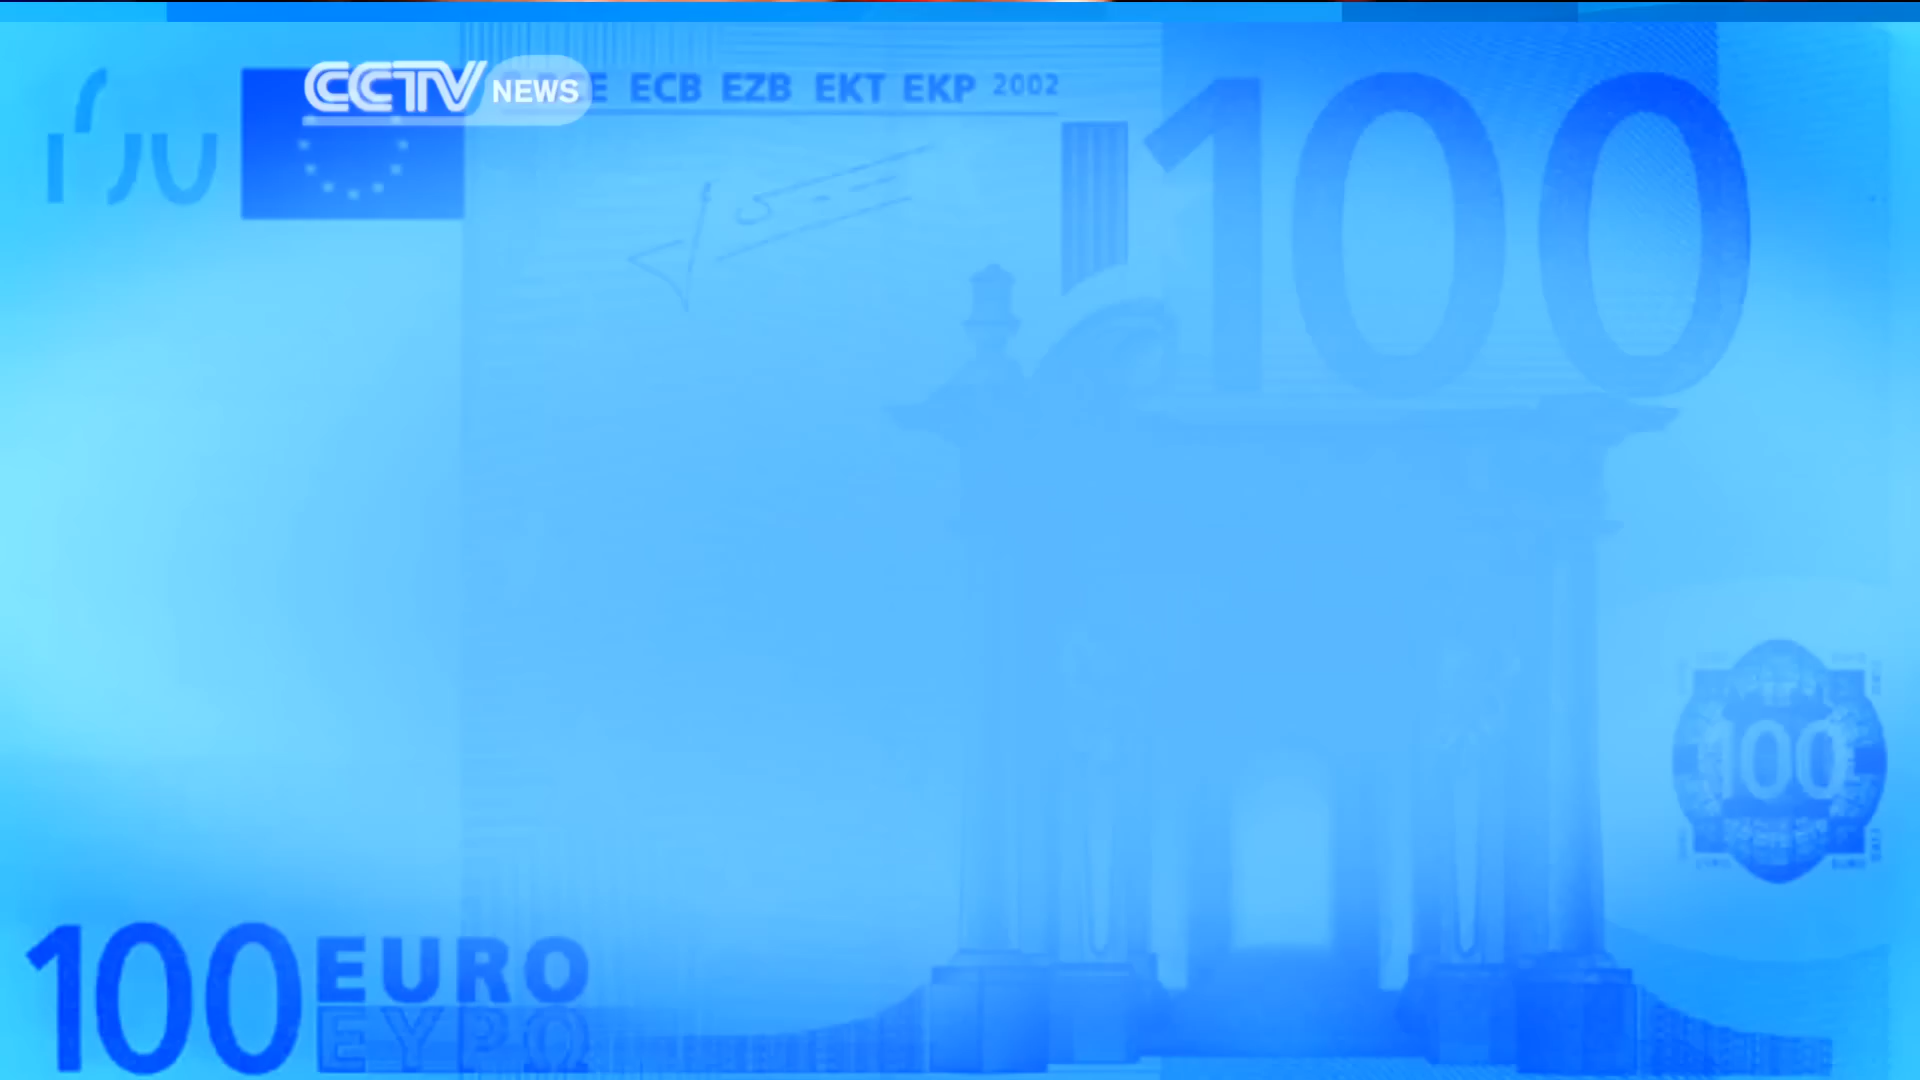 CCTV NEWS
ECB EZB EKT EKP 2002
100
100
100 EURO
ΕΥΡΩ